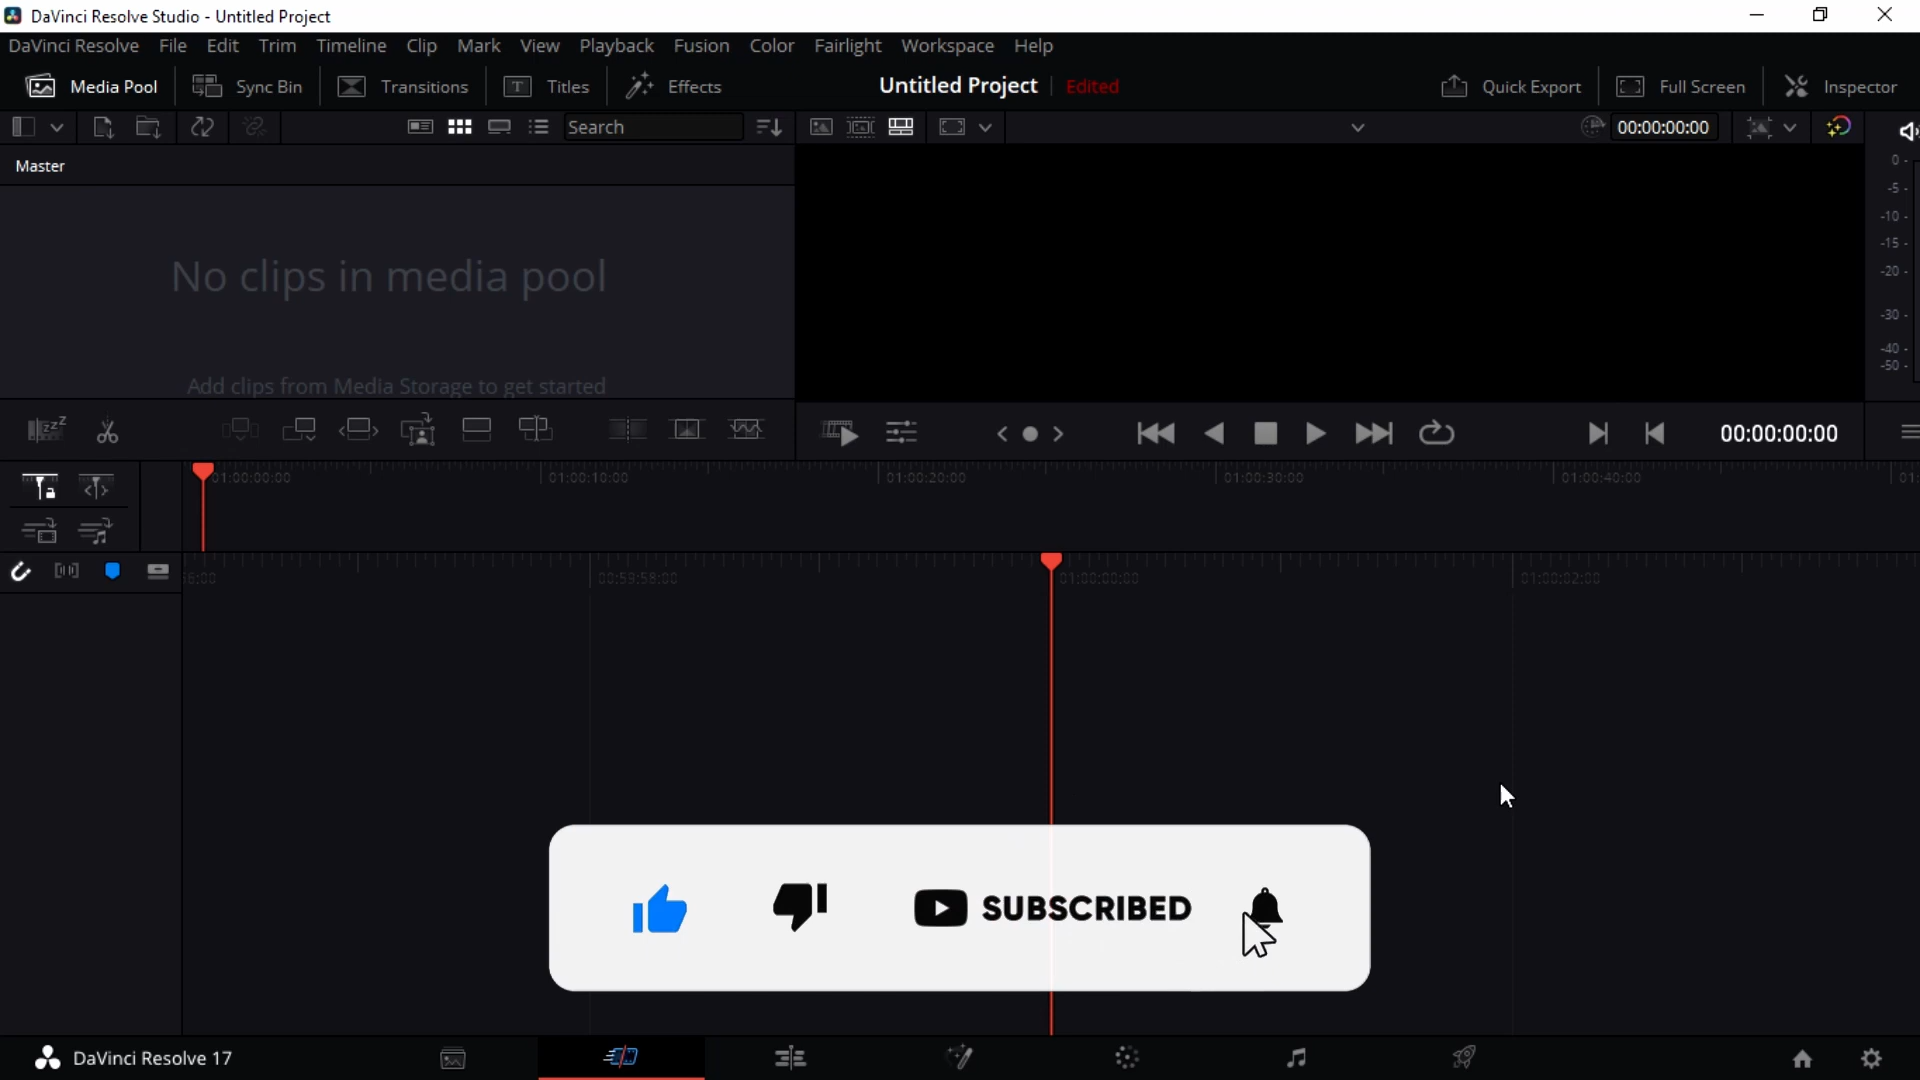 DaVinci Resolve Studio - Untitled Project
DaVinci Resolve File Edit Trim Timeline Clip Mark View Playback Fusion Color Fairlight Workspace Help
Media Pool Sync Bin Transitions Titles Effects Untitled Project Edited Quick Export Full Screen Inspector
Search 00:00:00:00
Master
0
-5
-10
-15
-20
-30
-40
-50
No clips in media pool
Add clips from Media Storage to get started
zzZ
00:00:00:00
01:00:00:00 01:00:10:00 01:00:20:00 01:00:30:00 01:00:40:00 01:
56:00 00:59:58:00 01:00:00:00 01:00:02:00
SUBSCRIBED
DaVinci Resolve 17